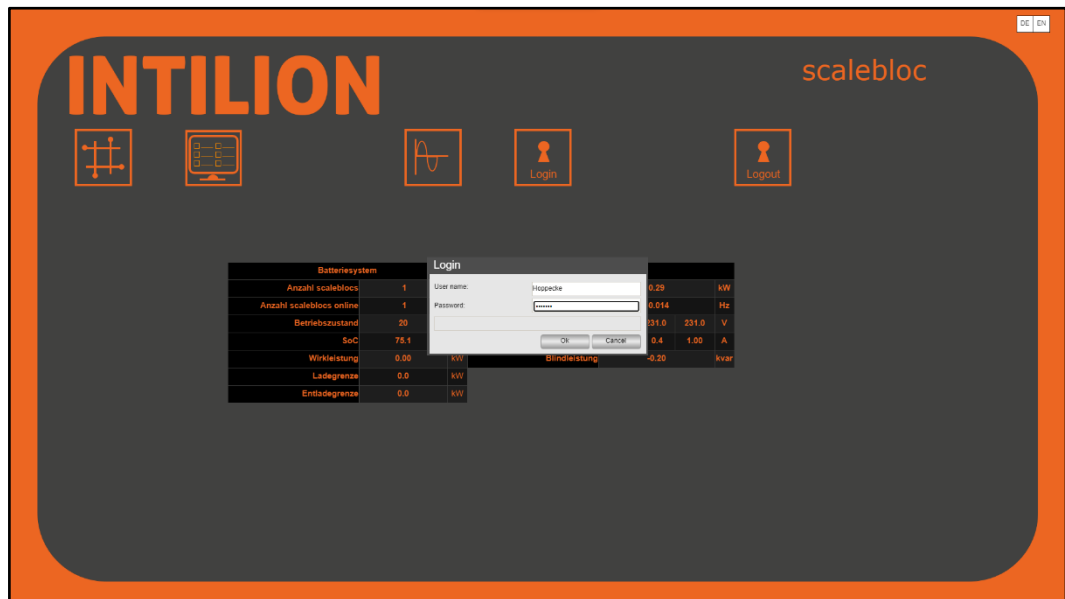 DE EN
INTILION
scalebloc
Login
Logout
Batteriesystem
Anzahl scaleblocs 1
Anzahl scaleblocs online 1
Betriebszustand 20
SoC 75.1
Wirkleistung 0.00 kW
Ladegrenze 0.0 kW
Entladegrenze 0.0 kW
Login
User name: Hoppecke
Password: •••••••
Ok Cancel
0.29 kW
0.014 Hz
231.0 231.0 V
0.4 1.00 A
Blindleistung -0.20 kvar